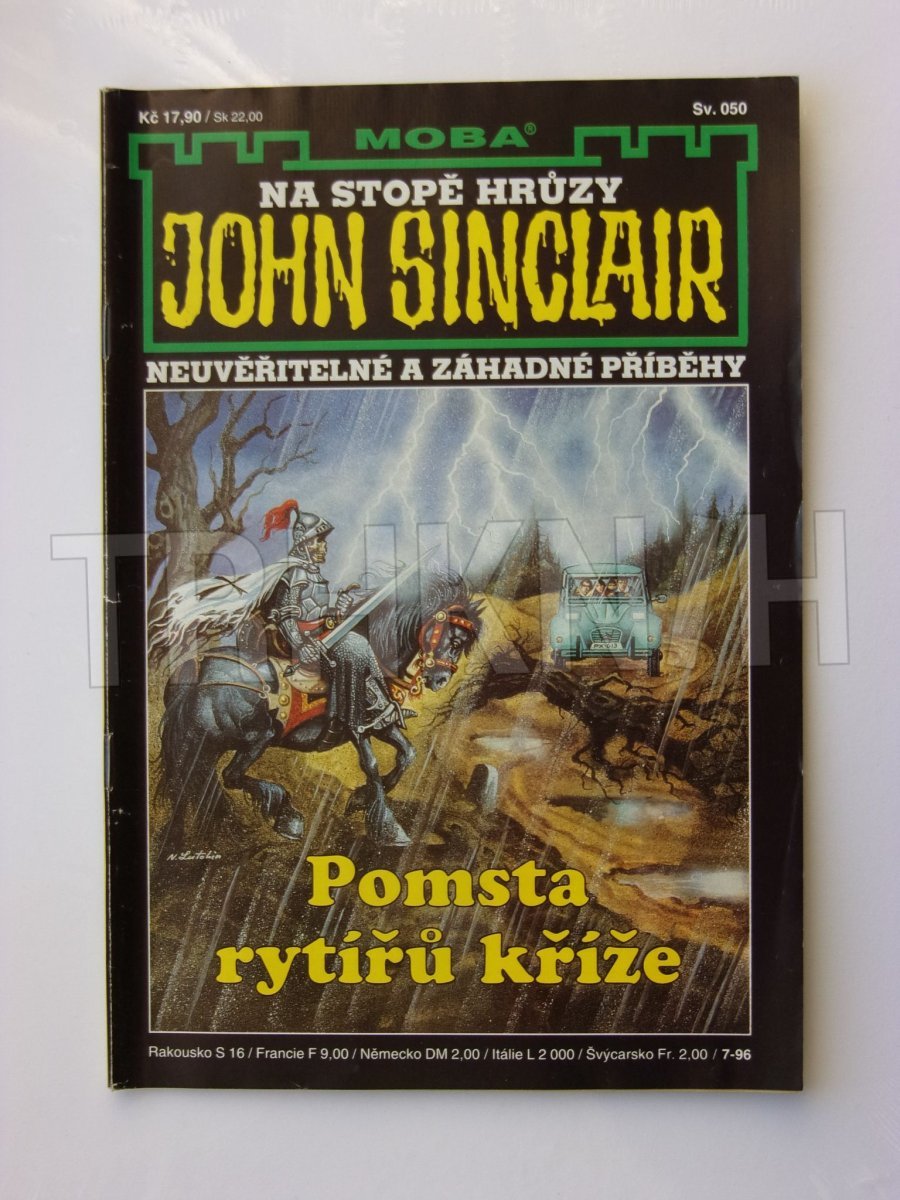 Kč 17,90 / Sk 22,00
Sv. 050
MOBA®
NA STOPĚ HRŮZY
JOHN SINCLAIR
NEUVĚŘITELNÉ A ZÁHADNÉ PŘÍBĚHY
Pomsta
rytířů kříže
Rakousko S 16 / Francie F 9,00 / Německo DM 2,00 / Itálie L 2 000 / Švýcarsko Fr. 2,00 / 7-96